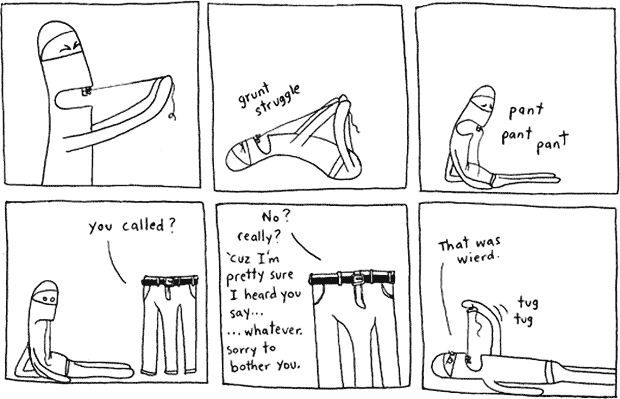 grunt
struggle
pant
pant
pant
you called?
No?
really?
'cuz I'm
pretty sure
I heard you
say...
...whatever.
sorry to
bother you.
That was
wierd.
tug
tug